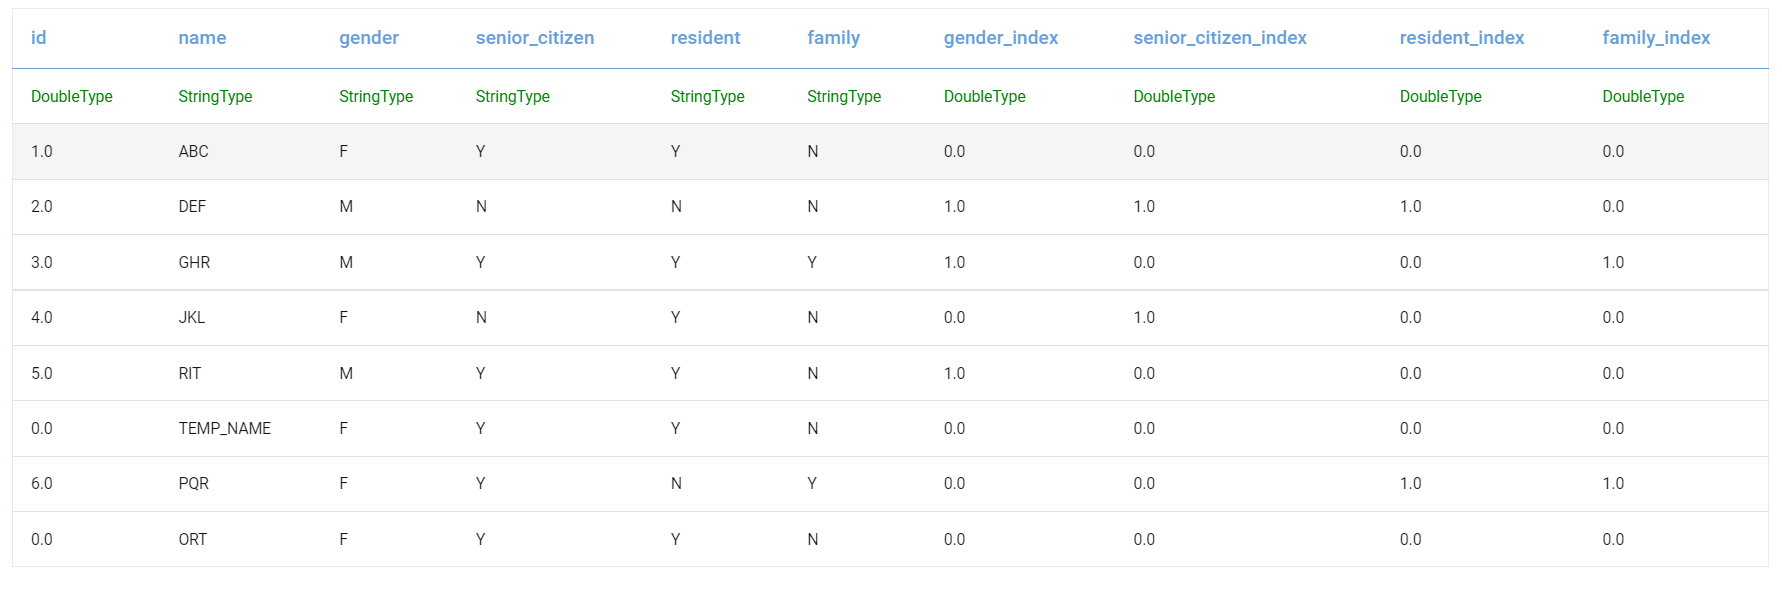 id name gender senior_citizen resident family gender_index senior_citizen_index resident_index family_index
DoubleType StringType StringType StringType StringType StringType DoubleType DoubleType DoubleType DoubleType
1.0 ABC F Y Y N 0.0 0.0 0.0 0.0
2.0 DEF M N N N 1.0 1.0 1.0 0.0
3.0 GHR M Y Y Y 1.0 0.0 0.0 1.0
4.0 JKL F N Y N 0.0 1.0 0.0 0.0
5.0 RIT M Y Y N 1.0 0.0 0.0 0.0
0.0 TEMP_NAME F Y Y N 0.0 0.0 0.0 0.0
6.0 PQR F Y N Y 0.0 0.0 1.0 1.0
0.0 ORT F Y Y N 0.0 0.0 0.0 0.0